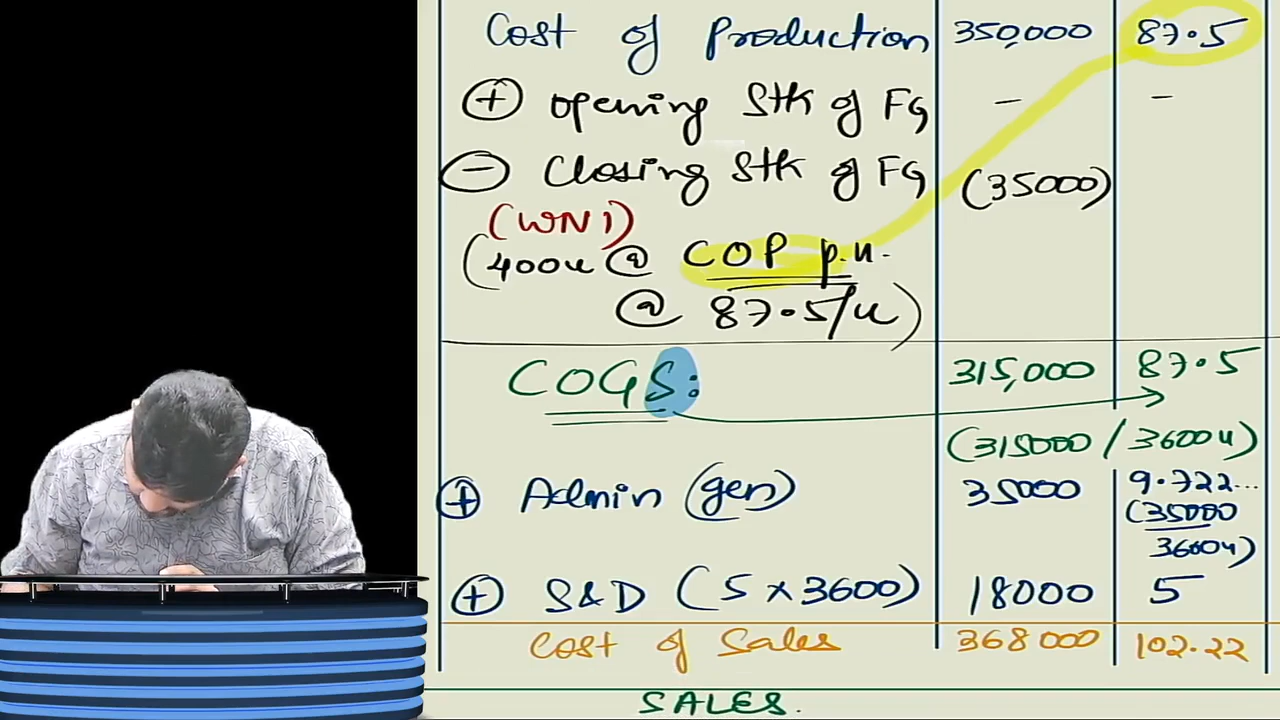 Cost of Production 350,000 87.5
(+) Opening Stk of FG - -
(-) Closing Stk of FG (35000)
(WN1)
(400u @ COP p.u.
@ 87.5/u)
COGS: 315,000 87.5
(315000 / 3600u)
(+) Admin (gen) 35000 9.722...
(35000
3600u)
(+) S&D (5 x 3600) 18000 5
Cost of Sales 368000 102.22
SALES.